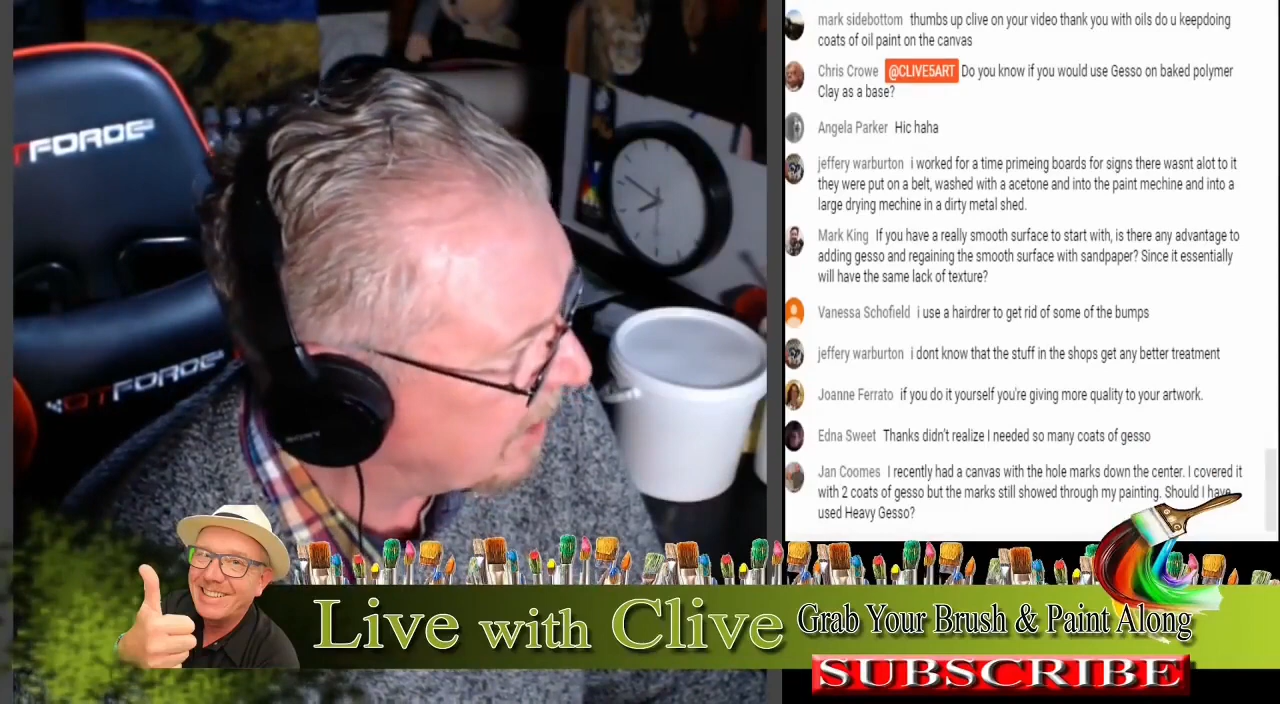 mark sidebottom thumbs up clive on your video thank you with oils do u keepdoing
coats of oil paint on the canvas
Chris Crowe @CLIVE5ART Do you know if you would use Gesso on baked polymer
Clay as a base?
Angela Parker Hic haha
jeffery warburton i worked for a time primeing boards for signs there wasnt alot to it
they were put on a belt, washed with a acetone and into the paint mechine and into a
large drying mechine in a dirty metal shed.
Mark King If you have a really smooth surface to start with, is there any advantage to
adding gesso and regaining the smooth surface with sandpaper? Since it essentially
will have the same lack of texture?
Vanessa Schofield i use a hairdrer to get rid of some of the bumps
jeffery warburton i dont know that the stuff in the shops get any better treatment
Joanne Ferrato if you do it yourself you're giving more quality to your artwork.
Edna Sweet Thanks didn't realize I needed so many coats of gesso
Jan Coomes I recently had a canvas with the hole marks down the center. I covered it
with 2 coats of gesso but the marks still showed through my painting. Should I have
used Heavy Gesso?
TFORCE
GTFORCE
SONY
Live with Clive
Grab Your Brush & Paint Along
SUBSCRIBE